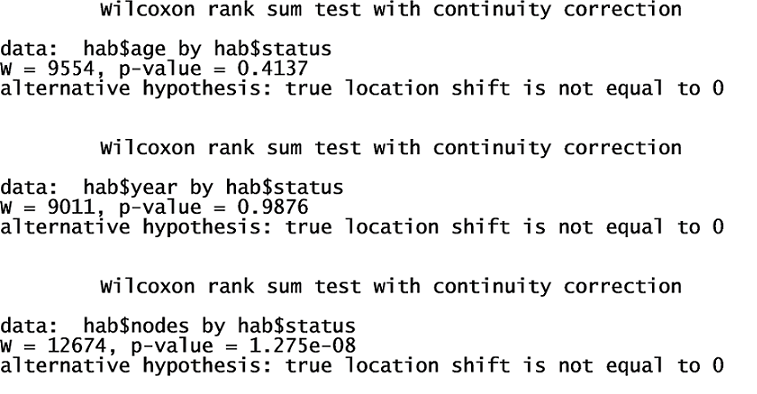 Wilcoxon rank sum test with continuity correction
data:  hab$age by hab$status
W = 9554, p-value = 0.4137
alternative hypothesis: true location shift is not equal to 0
Wilcoxon rank sum test with continuity correction
data:  hab$year by hab$status
W = 9011, p-value = 0.9876
alternative hypothesis: true location shift is not equal to 0
Wilcoxon rank sum test with continuity correction
data:  hab$nodes by hab$status
W = 12674, p-value = 1.275e-08
alternative hypothesis: true location shift is not equal to 0